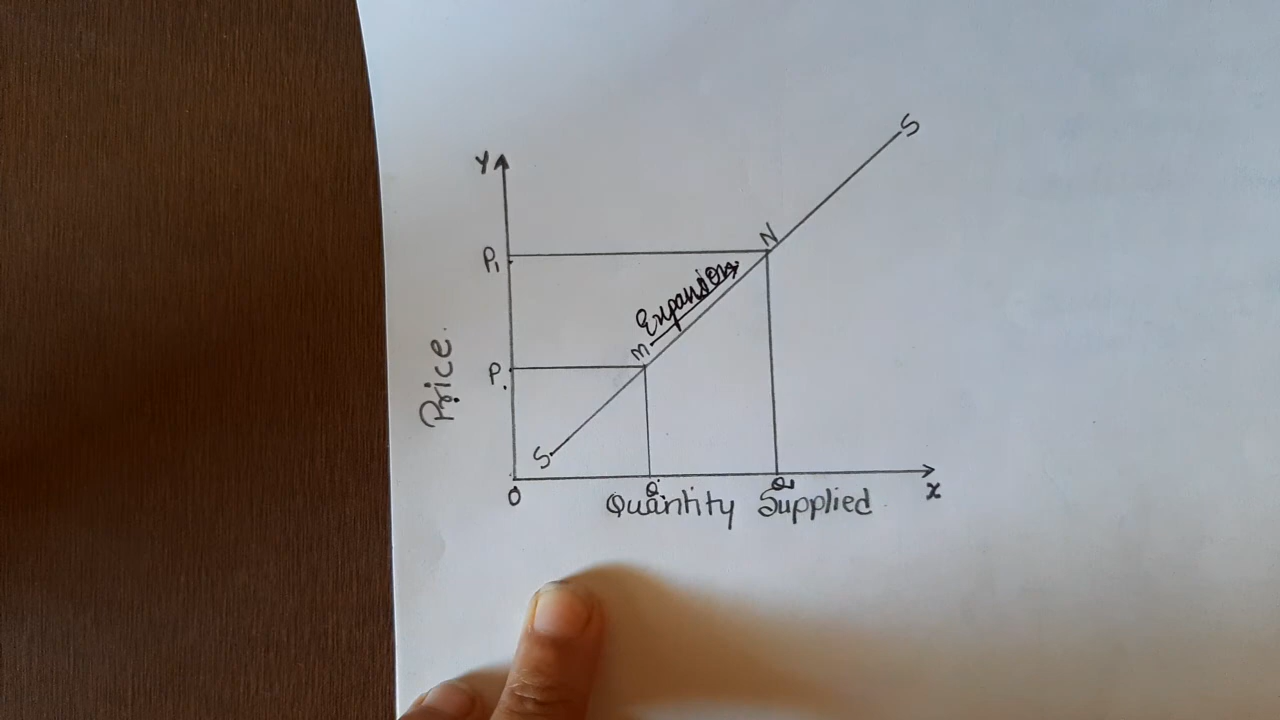 S
Y
N
P1
Expansion
M
P
Price.
S
O
Q
Q1
X
Quantity Supplied